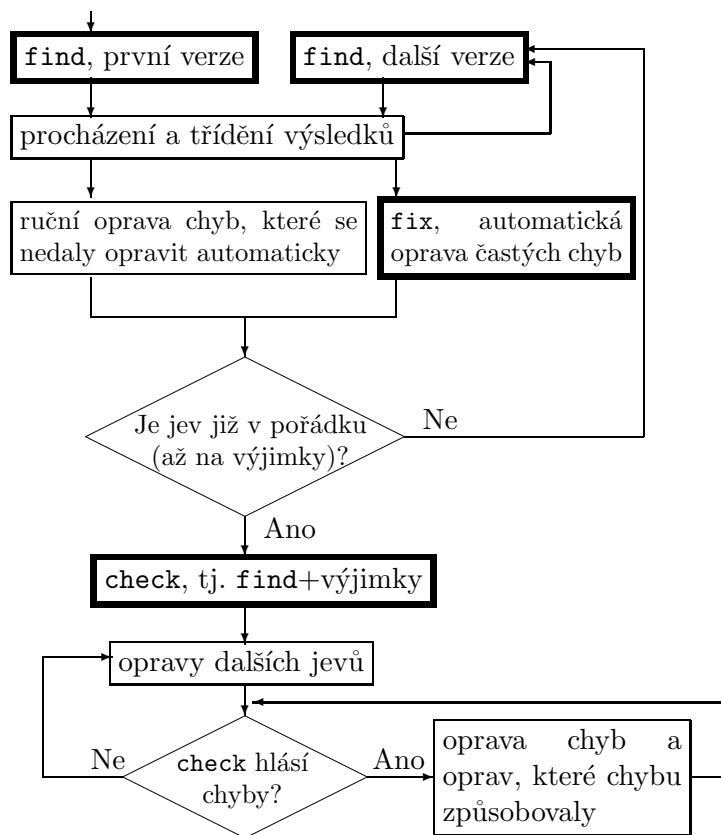 find, první verze
find, další verze
procházení a třídění výsledků
ruční oprava chyb, které se
nedaly opravit automaticky
fix, automatická
oprava častých chyb
Je jev již v pořádku
(až na výjimky)?
Ne
Ano
check, tj. find+výjimky
opravy dalších jevů
Ne
check hlásí
chyby?
Ano
oprava chyb a
oprav, které chybu
způsobovaly